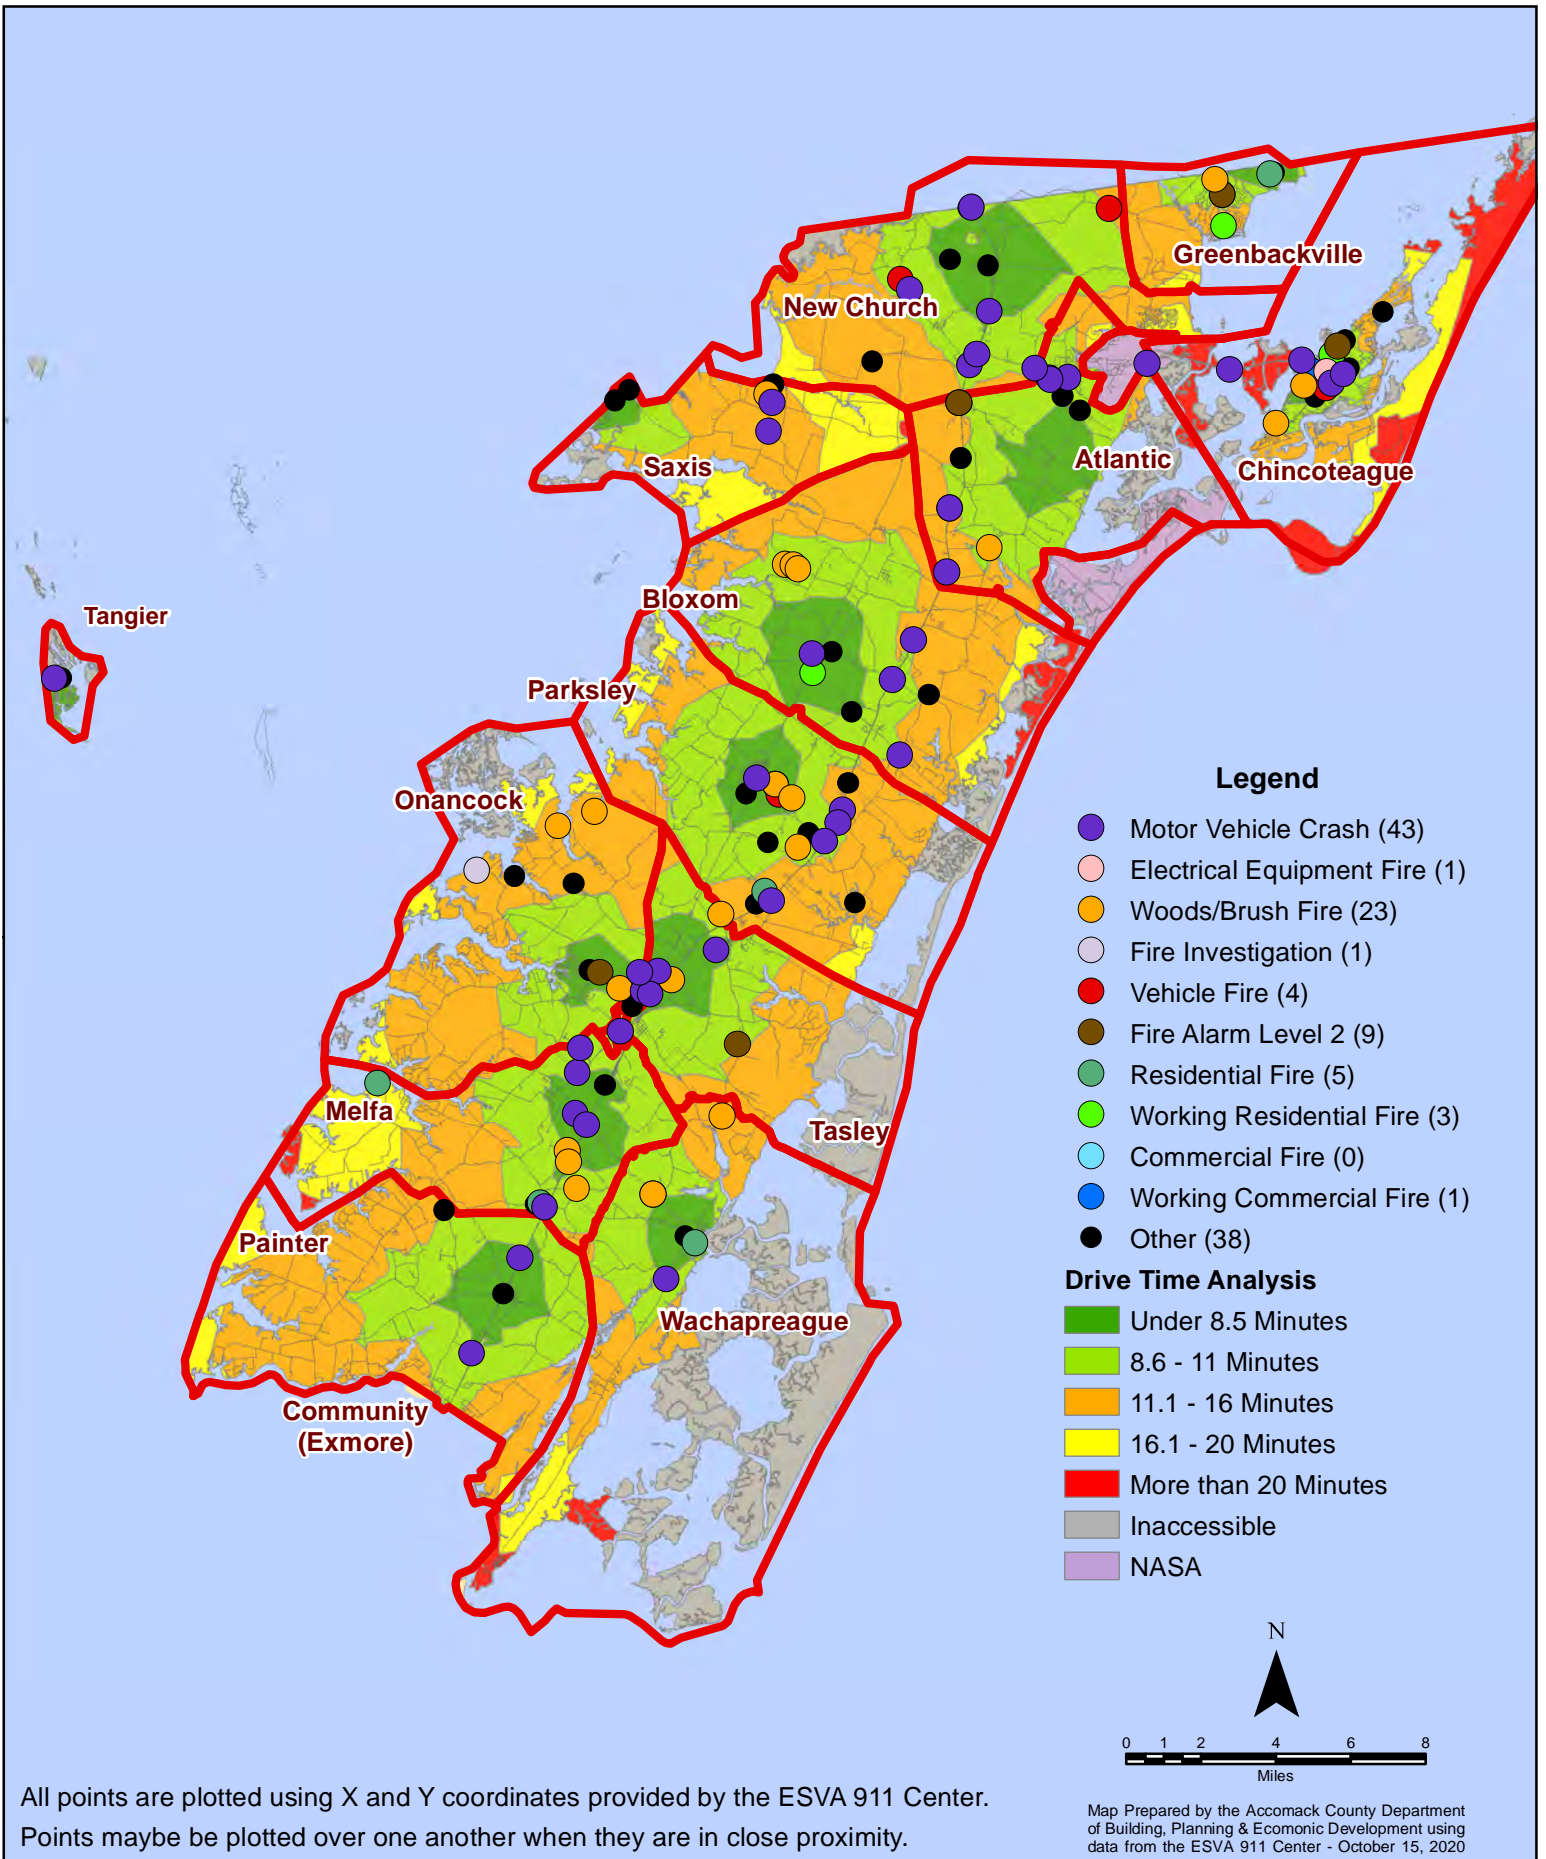 Greenbackville
New Church
Saxis
Atlantic
Chincoteague
Bloxom
Tangier
Parksley
Onancock
Melfa
Tasley
Painter
Wachapreague
Community
(Exmore)
Legend
Motor Vehicle Crash (43)
Electrical Equipment Fire (1)
Woods/Brush Fire (23)
Fire Investigation (1)
Vehicle Fire (4)
Fire Alarm Level 2 (9)
Residential Fire (5)
Working Residential Fire (3)
Commercial Fire (0)
Working Commercial Fire (1)
Other (38)
Drive Time Analysis
Under 8.5 Minutes
8.6 - 11 Minutes
11.1 - 16 Minutes
16.1 - 20 Minutes
More than 20 Minutes
Inaccessible
NASA
N
0 1 2 4 6 8
Miles
All points are plotted using X and Y coordinates provided by the ESVA 911 Center.
Points maybe be plotted over one another when they are in close proximity.
Map Prepared by the Accomack County Department
of Building, Planning & Ecomonic Development using
data from the ESVA 911 Center - October 15, 2020